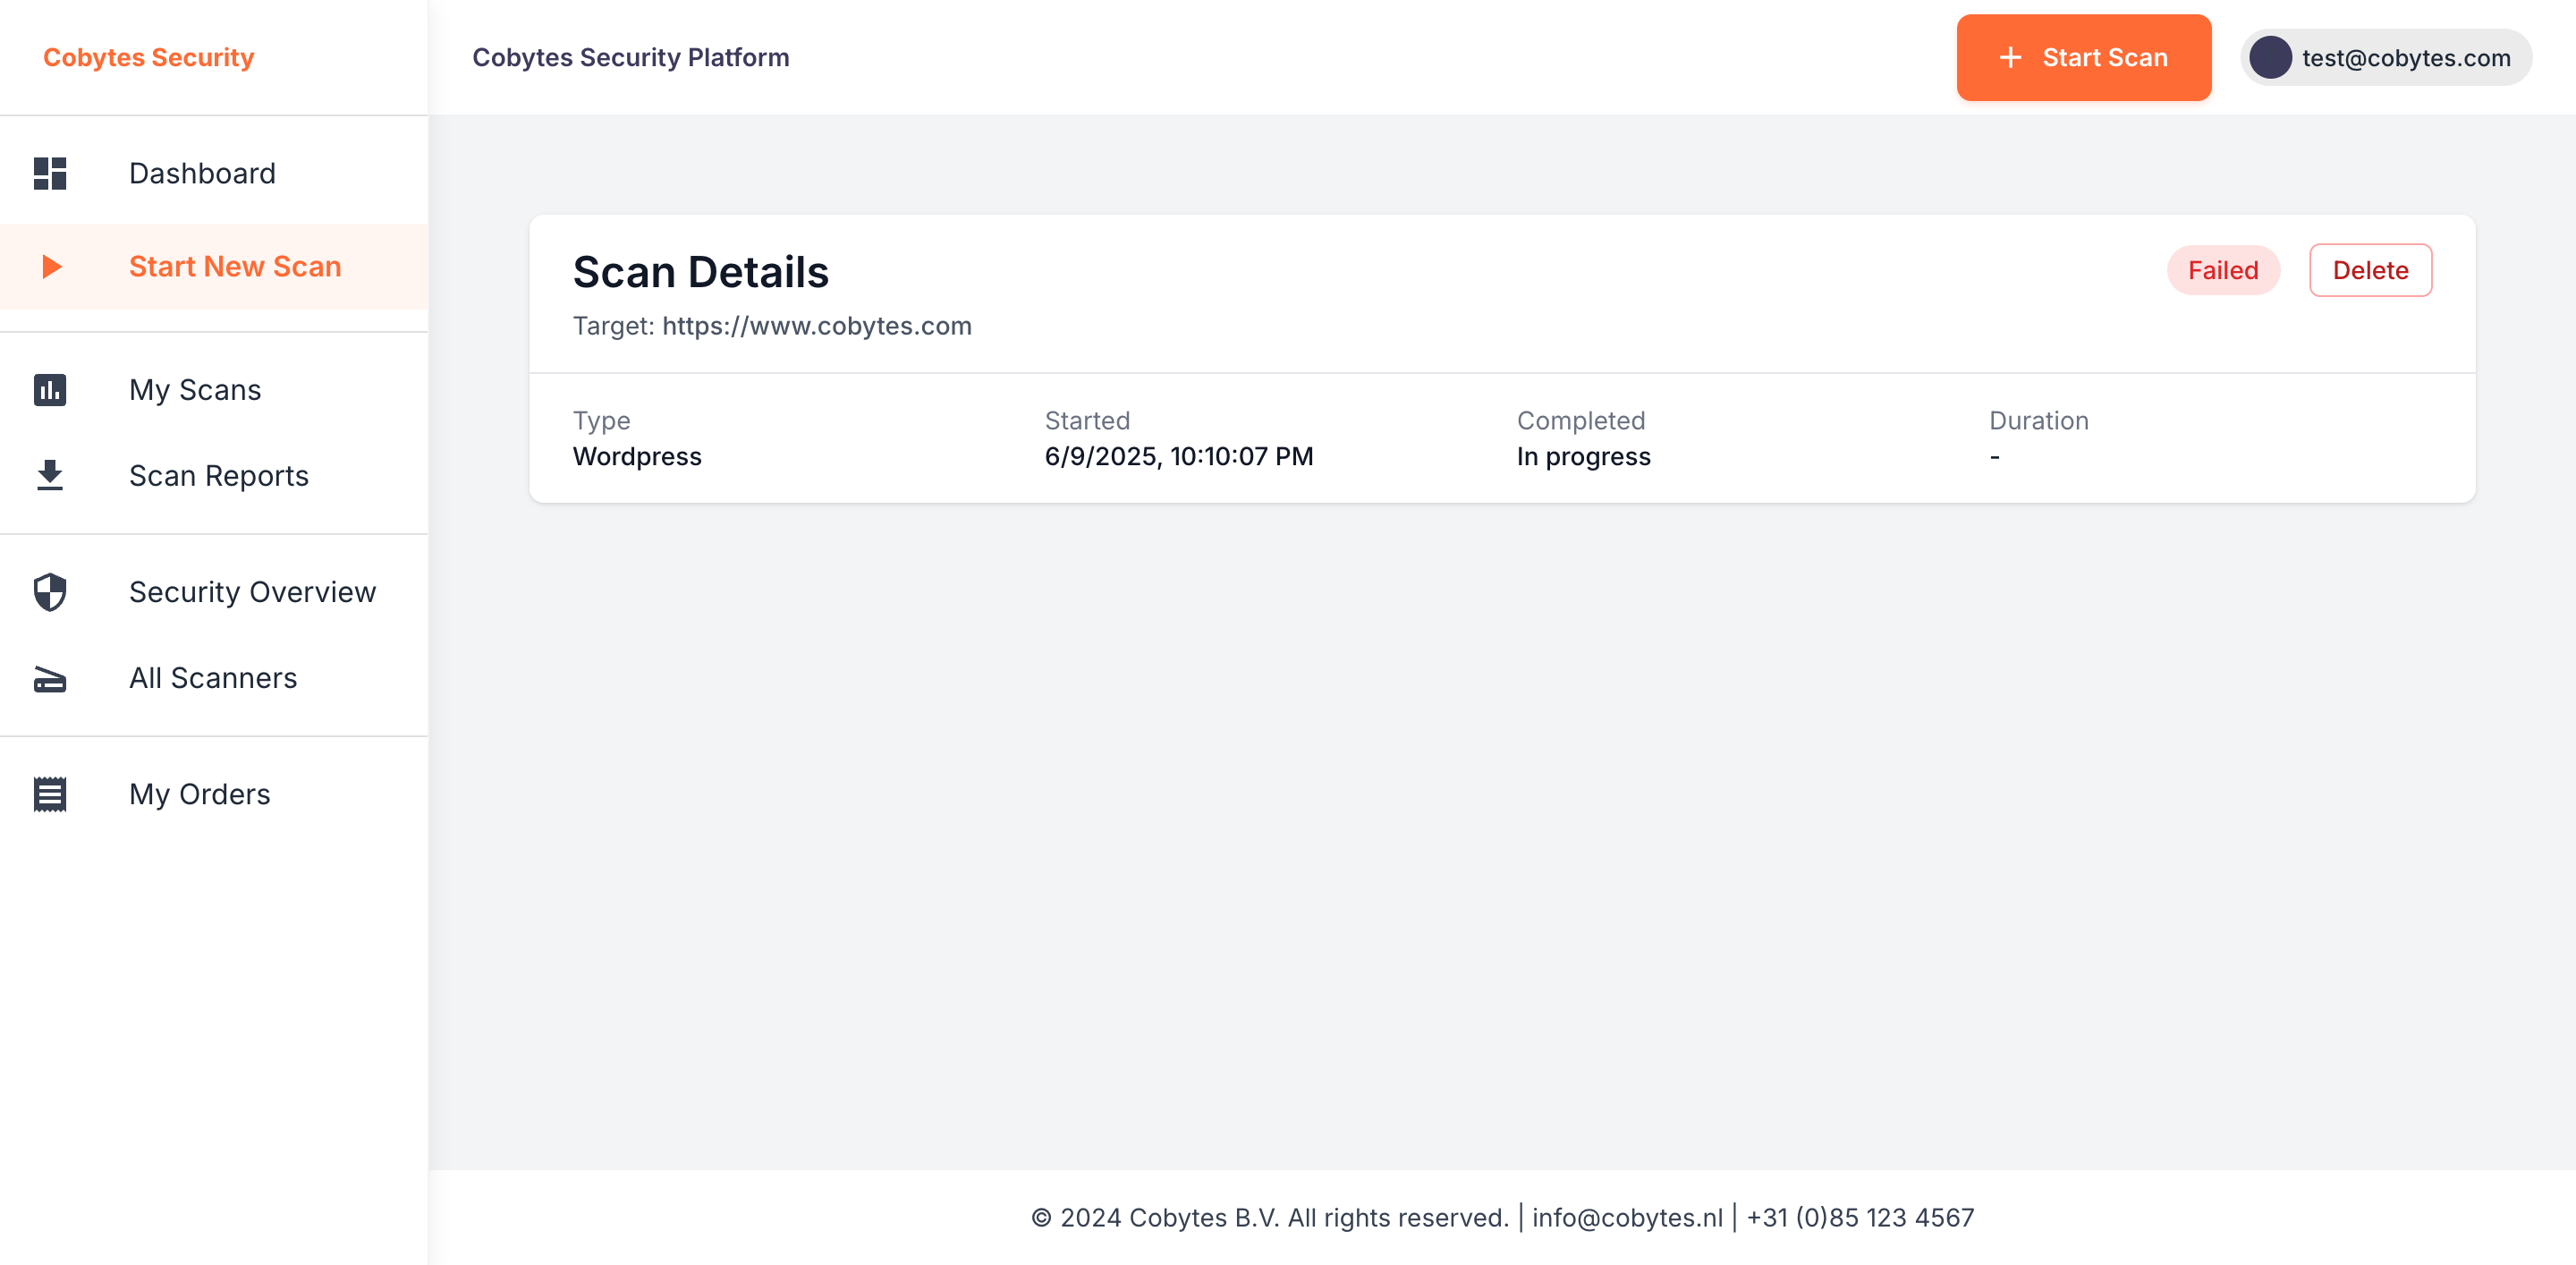 Cobytes Security
Cobytes Security Platform
Start Scan
test@cobytes.com
Dashboard
Start New Scan
My Scans
Scan Reports
Security Overview
All Scanners
My Orders
Scan Details
Failed
Delete
Target: https://www.cobytes.com
Type
Wordpress
Started
6/9/2025, 10:10:07 PM
Completed
In progress
Duration
-
© 2024 Cobytes B.V. All rights reserved. | info@cobytes.nl | +31 (0)85 123 4567